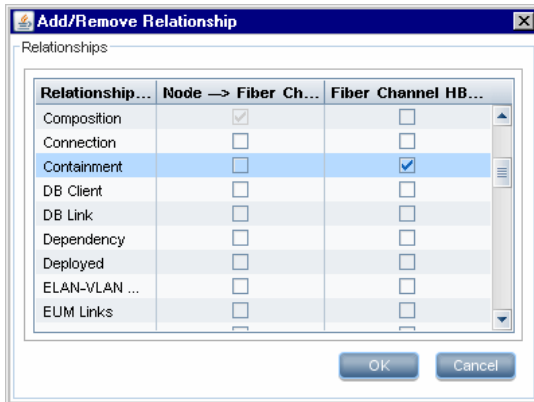 Add/Remove Relationship
Relationships
Relationship... Node —> Fiber Ch... Fiber Channel HB...
Composition
Connection
Containment
DB Client
DB Link
Dependency
Deployed
ELAN-VLAN ...
EUM Links
OK Cancel